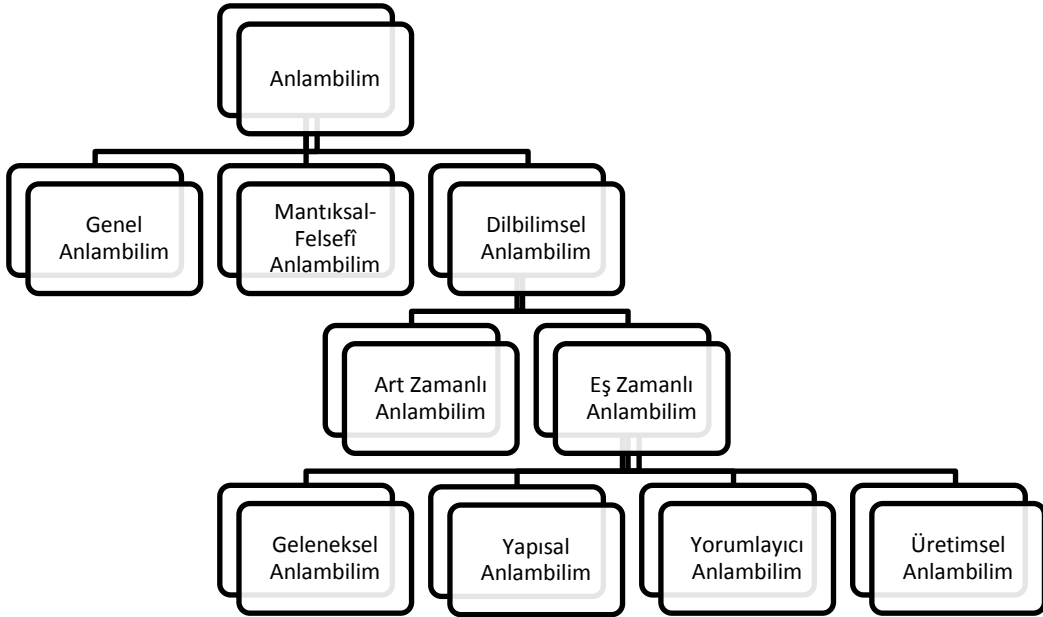 Anlambilim
Genel
Anlambilim
Mantıksal-
Felsefî
Anlambilim
Dilbilimsel
Anlambilim
Art Zamanlı
Anlambilim
Eş Zamanlı
Anlambilim
Geleneksel
Anlambilim
Yapısal
Anlambilim
Yorumlayıcı
Anlambilim
Üretimsel
Anlambilim